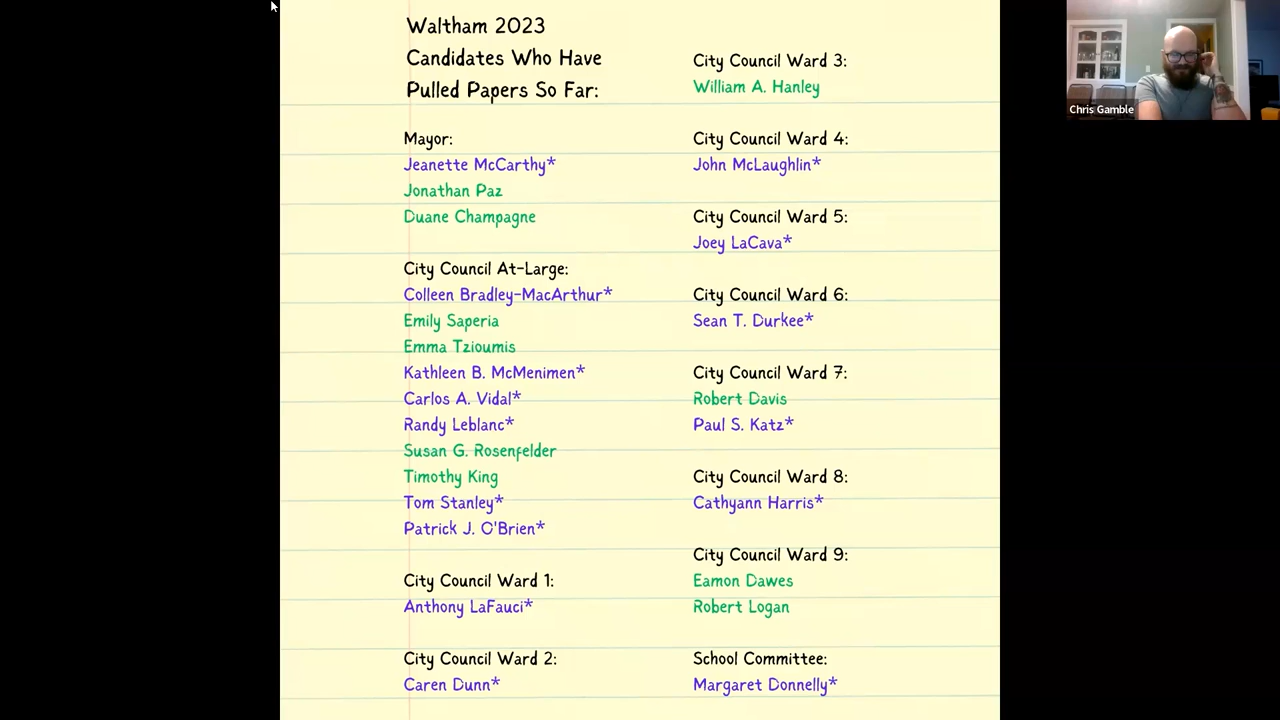 Waltham 2023
Candidates Who Have
Pulled Papers So Far:
Mayor:
Jeanette McCarthy*
Jonathan Paz
Duane Champagne
City Council At-Large:
Colleen Bradley-MacArthur*
Emily Saperia
Emma Tzioumis
Kathleen B. McMenimen*
Carlos A. Vidal*
Randy Leblanc*
Susan G. Rosenfelder
Timothy King
Tom Stanley*
Patrick J. O'Brien*
City Council Ward 1:
Anthony LaFauci*
City Council Ward 2:
Caren Dunn*
City Council Ward 3:
William A. Hanley
City Council Ward 4:
John McLaughlin*
City Council Ward 5:
Joey LaCava*
City Council Ward 6:
Sean T. Durkee*
City Council Ward 7:
Robert Davis
Paul S. Katz*
City Council Ward 8:
Cathyann Harris*
City Council Ward 9:
Eamon Dawes
Robert Logan
School Committee:
Margaret Donnelly*
Chris Gamble